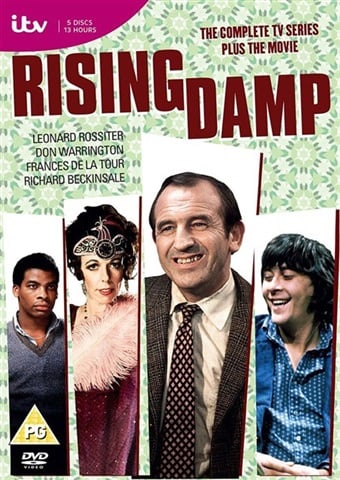 itv
5 DISCS
13 HOURS
THE COMPLETE TV SERIES
PLUS THE MOVIE
RISING
DAMP
LEONARD ROSSITER
DON WARRINGTON
FRANCES DE LA TOUR
RICHARD BECKINSALE
PG
DVD
VIDEO